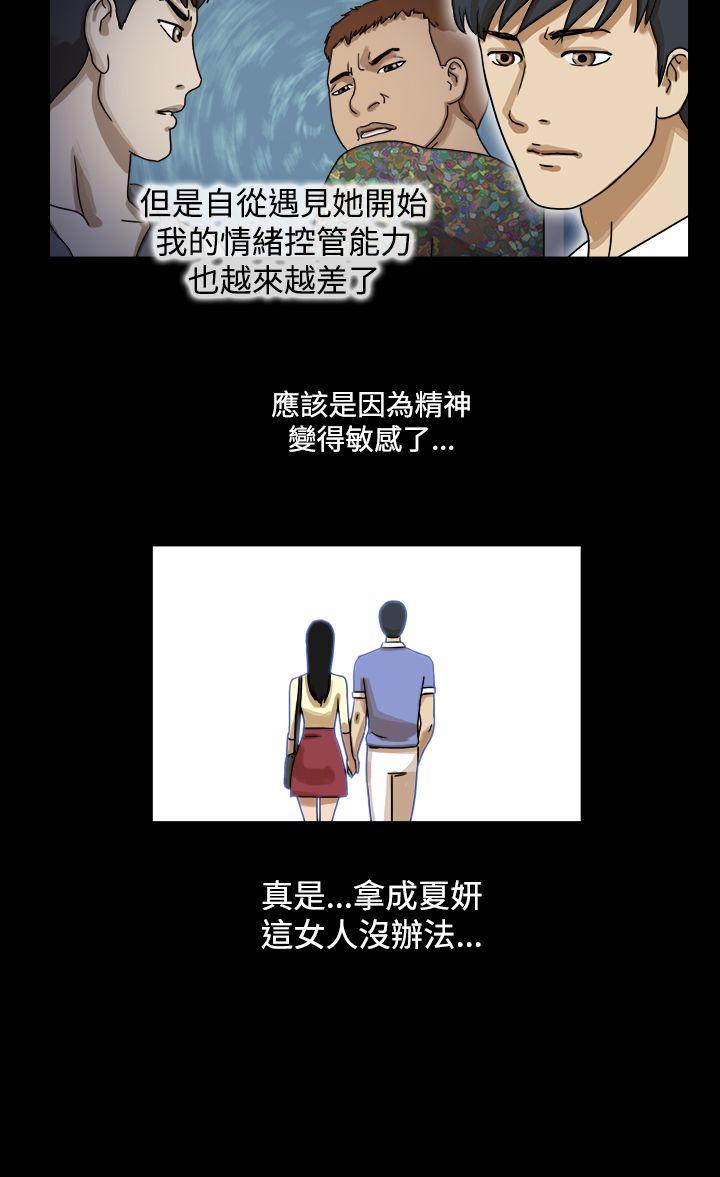 但是自從遇見她開始
我的情緒控管能力
也越來越差了
應該是因為精神
變得敏感了...
真是...拿成夏妍
這女人沒辦法...